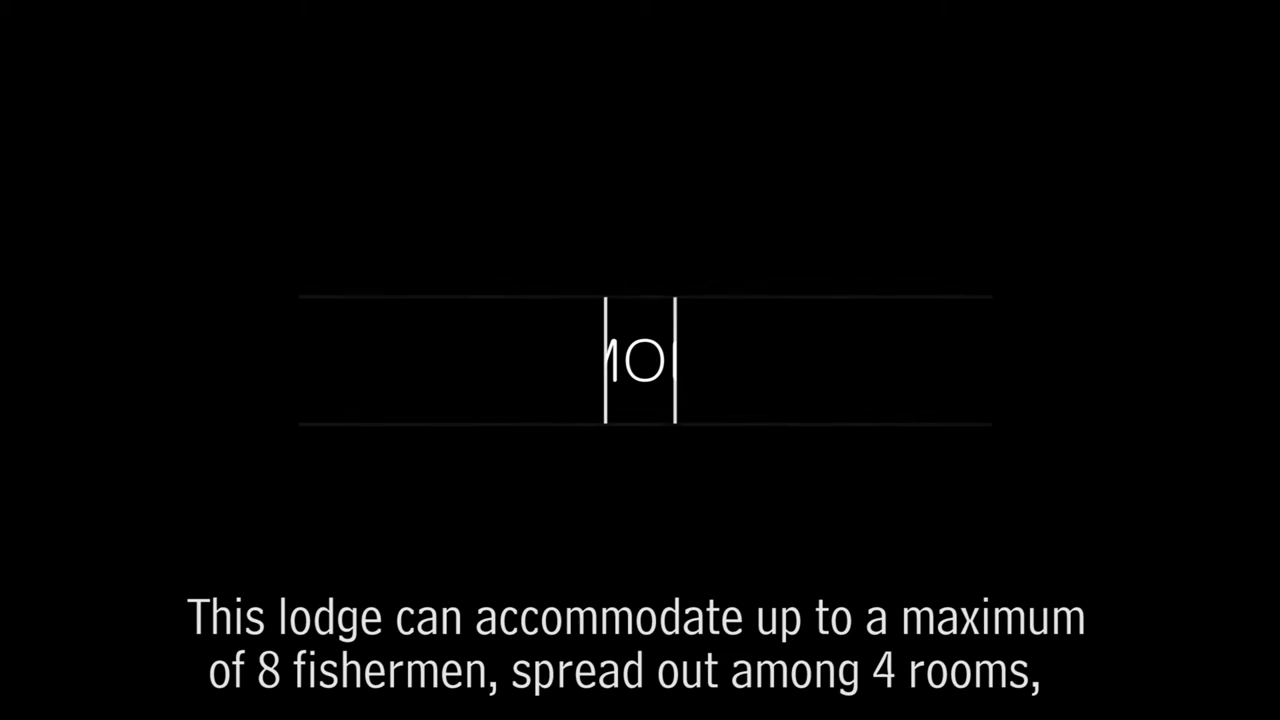 This lodge can accommodate up to a maximum
of 8 fishermen, spread out among 4 rooms,